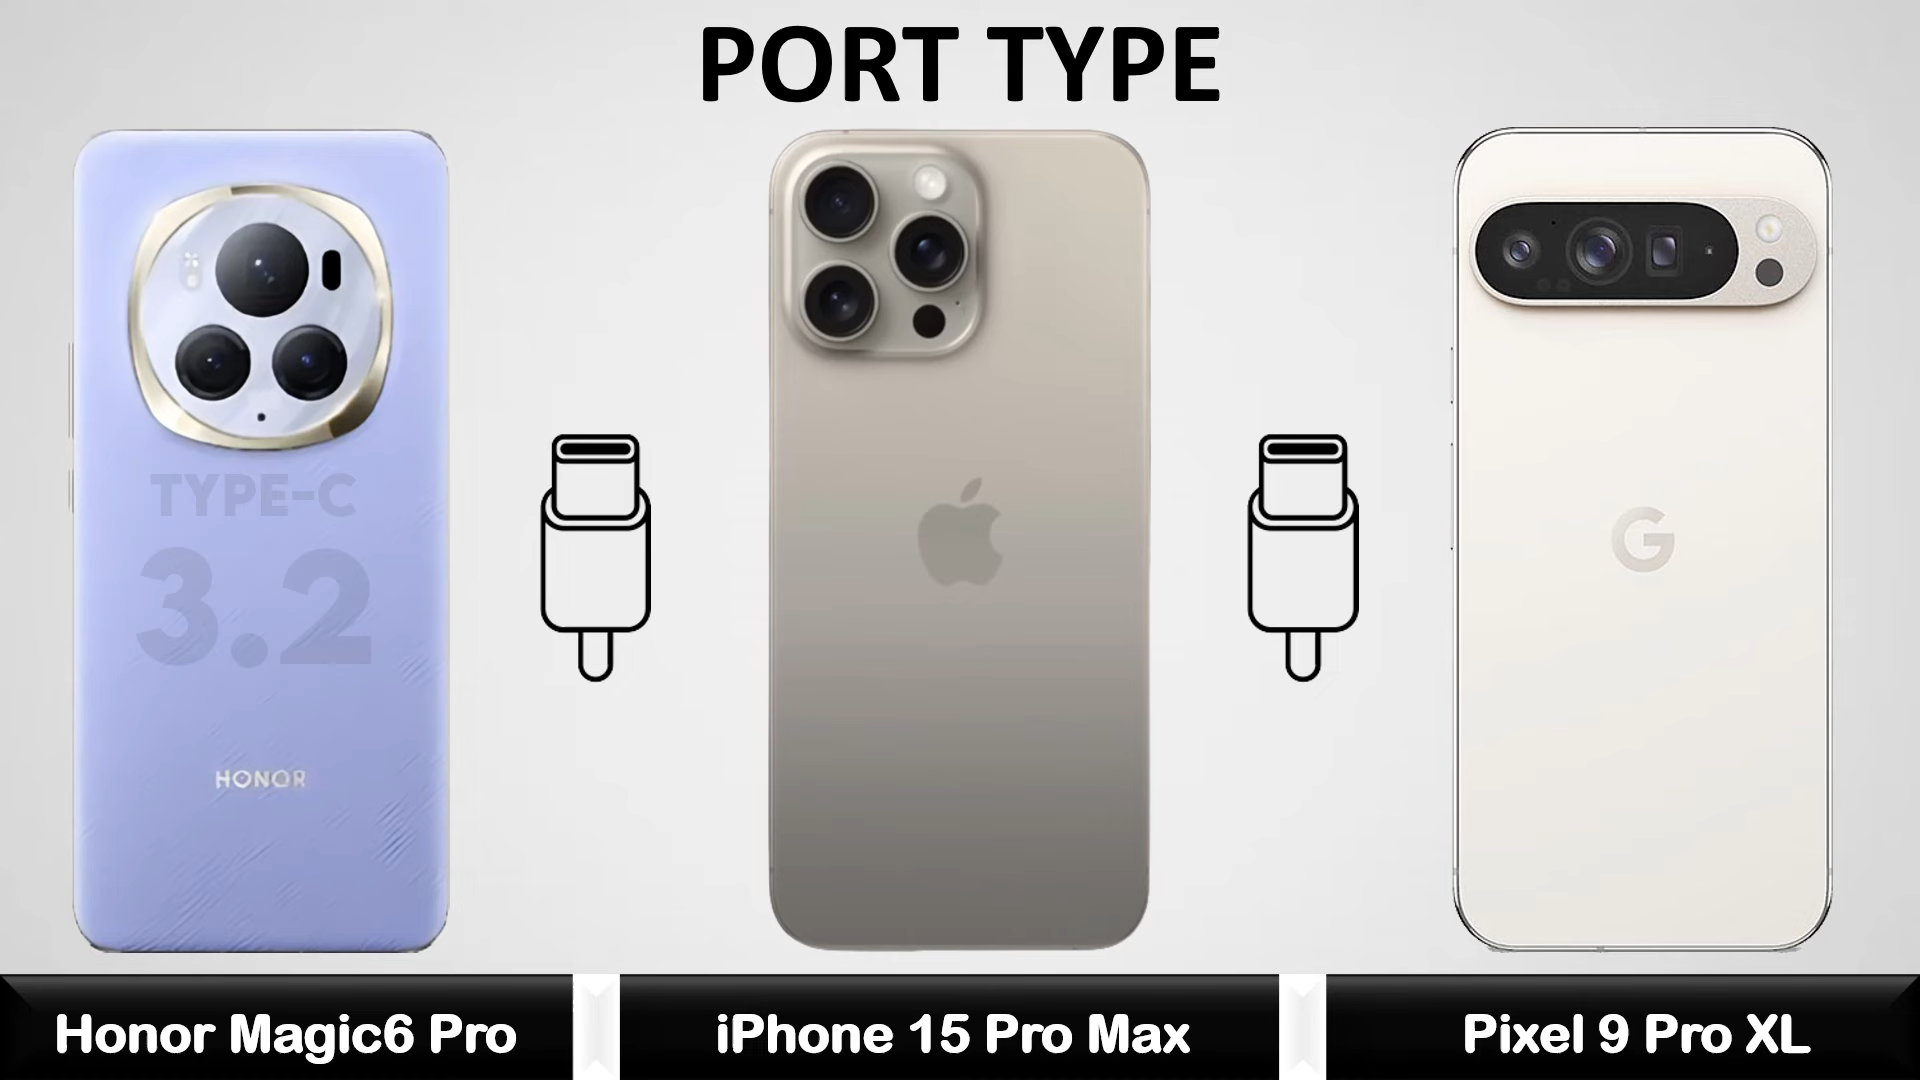 PORT TYPE
TYPE-C
3.2
HONOR
G
Honor Magic6 Pro
iPhone 15 Pro Max
Pixel 9 Pro XL